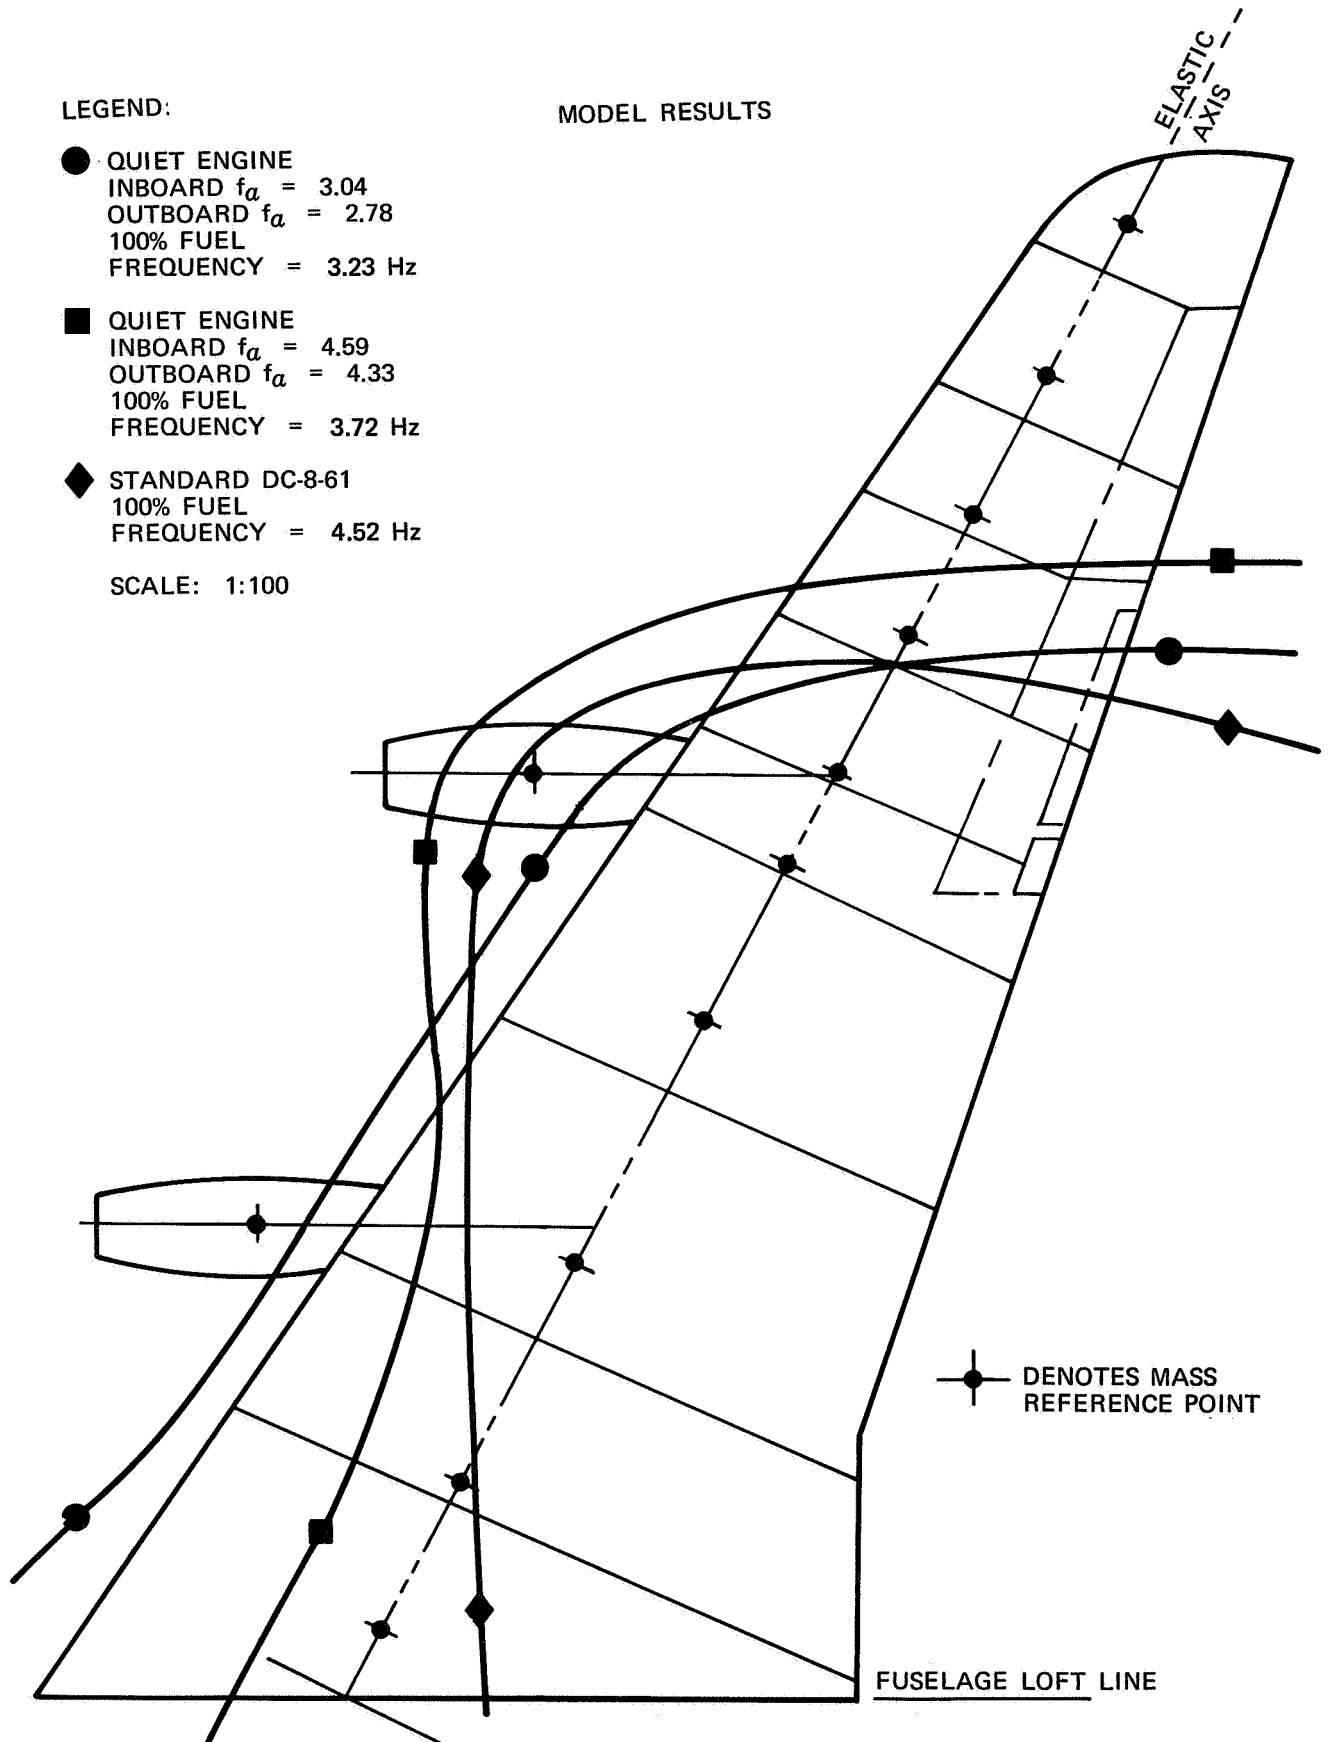 LEGEND:
MODEL RESULTS
ELASTIC
AXIS
QUIET ENGINE
INBOARD fa = 3.04
OUTBOARD fa = 2.78
100% FUEL
FREQUENCY = 3.23 Hz
QUIET ENGINE
INBOARD fa = 4.59
OUTBOARD fa = 4.33
100% FUEL
FREQUENCY = 3.72 Hz
STANDARD DC-8-61
100% FUEL
FREQUENCY = 4.52 Hz
SCALE: 1:100
DENOTES MASS
REFERENCE POINT
FUSELAGE LOFT LINE